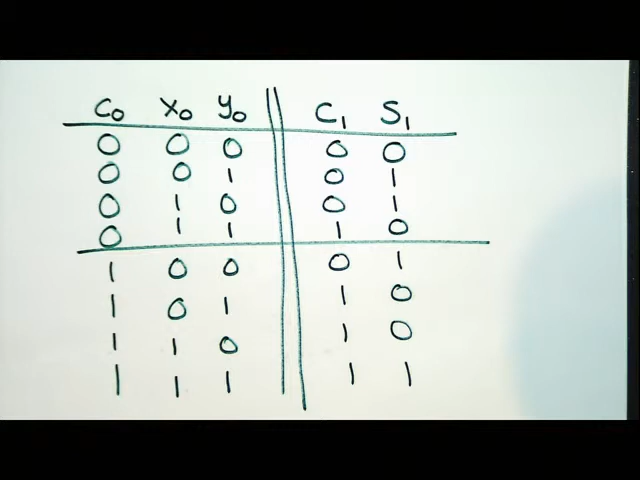 C₀ X₀ y₀ C₁ S₁
0 0 0 0 0
0 0 1 0 1
0 1 0 0 1
0 1 1 1 0
1 0 0 0 1
1 0 1 1 0
1 1 0 1 0
1 1 1 1 1